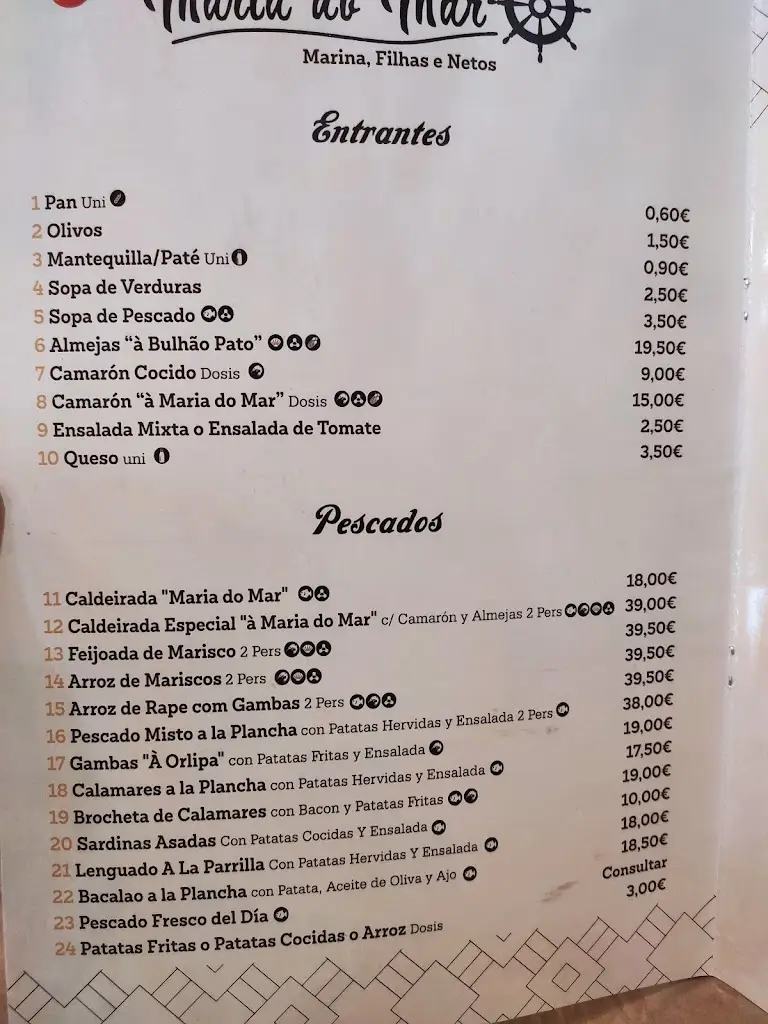 Maria do Mar
Marina, Filhas e Netos
Entrantes
1 Pan Uni 0,60€
2 Olivos 1,50€
3 Mantequilla/Paté Uni 0,90€
4 Sopa de Verduras 2,50€
5 Sopa de Pescado 3,50€
6 Almejas “à Bulhão Pato” 19,50€
7 Camarón Cocido Dosis 9,00€
8 Camarón “à Maria do Mar” Dosis 15,00€
9 Ensalada Mixta o Ensalada de Tomate 2,50€
10 Queso uni 3,50€
Pescados
11 Caldeirada "Maria do Mar" 18,00€
12 Caldeirada Especial "à Maria do Mar" c/ Camarón y Almejas 2 Pers 39,00€
13 Feijoada de Marisco 2 Pers 39,50€
14 Arroz de Mariscos 2 Pers 39,50€
15 Arroz de Rape com Gambas 2 Pers 39,50€
16 Pescado Misto a la Plancha con Patatas Hervidas y Ensalada 2 Pers 38,00€
17 Gambas "À Orlipa" con Patatas Fritas y Ensalada 19,00€
18 Calamares a la Plancha con Patatas Hervidas y Ensalada 17,50€
19 Brocheta de Calamares con Bacon y Patatas Fritas 19,00€
20 Sardinas Asadas Con Patatas Cocidas Y Ensalada 10,00€
21 Lenguado A La Parrilla Con Patatas Hervidas Y Ensalada 18,00€
22 Bacalao a la Plancha con Patata, Aceite de Oliva y Ajo 18,50€
23 Pescado Fresco del Día Consultar
24 Patatas Fritas o Patatas Cocidas o Arroz Dosis 3,00€